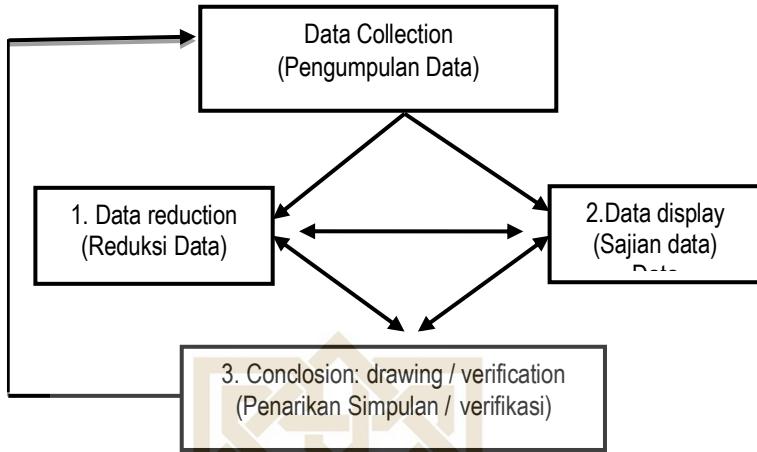 Data Collection
(Pengumpulan Data)
1. Data reduction
(Reduksi Data)
2.Data display
(Sajian data)
3. Conclosion: drawing / verification
(Penarikan Simpulan / verifikasi)